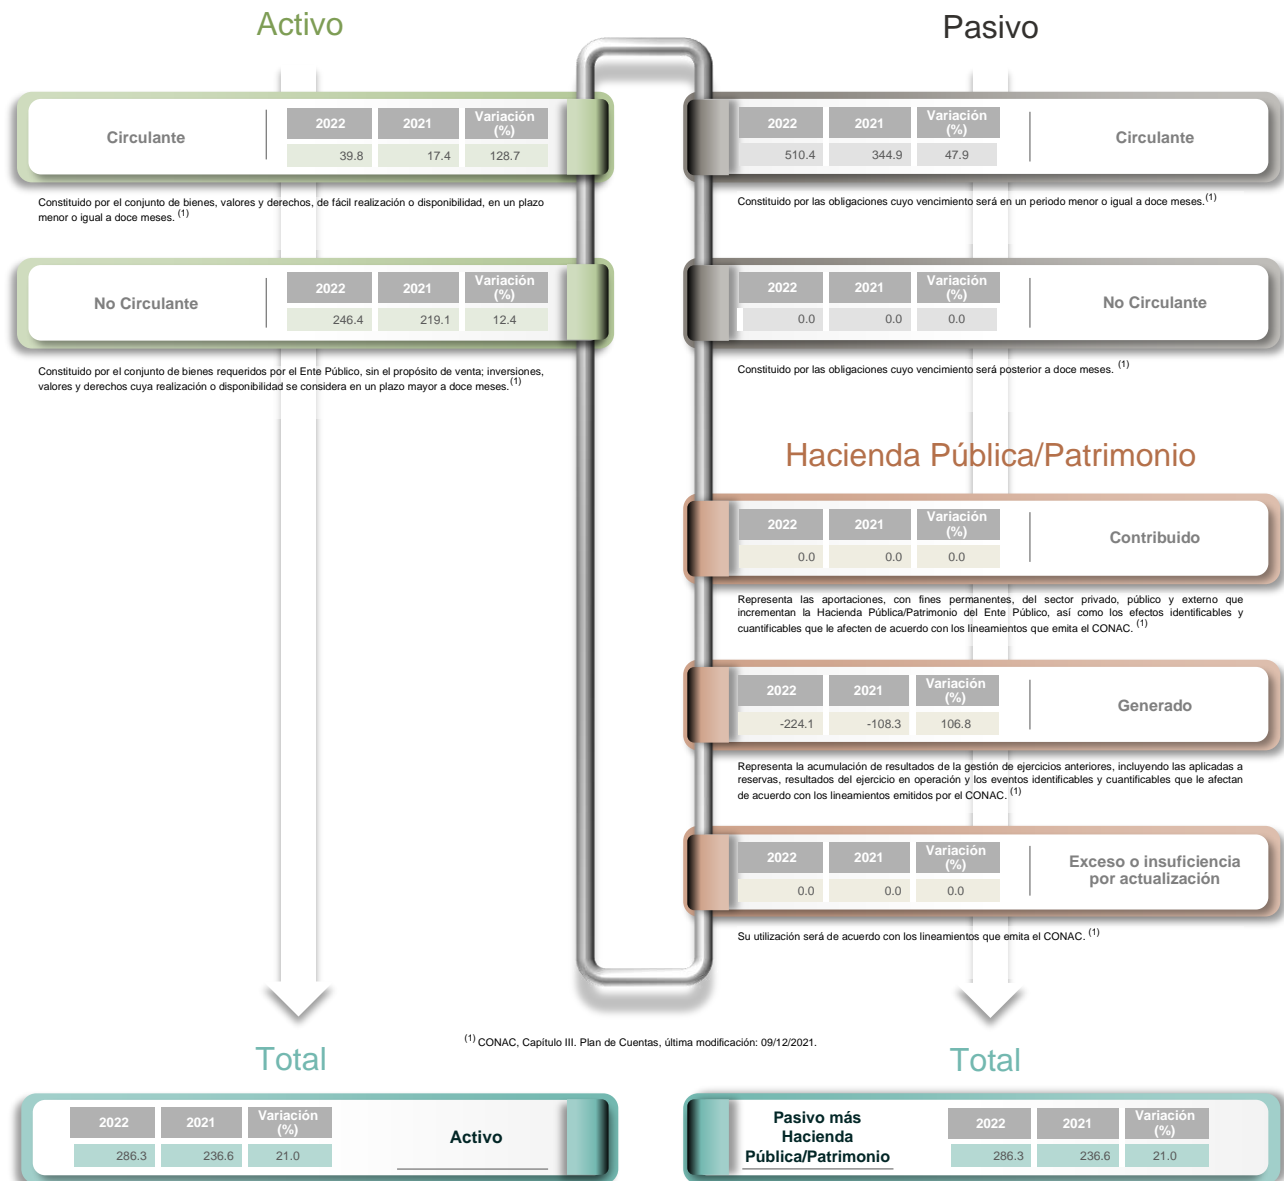 Activo
Circulante
2022 2021 Variación
(%)
39.8 17.4 128.7
Constituido por el conjunto de bienes, valores y derechos, de fácil realización o disponibilidad, en un plazo
menor o igual a doce meses. (1)
No Circulante
2022 2021 Variación
(%)
246.4 219.1 12.4
Constituido por el conjunto de bienes requeridos por el Ente Público, sin el propósito de venta; inversiones,
valores y derechos cuya realización o disponibilidad se considera en un plazo mayor a doce meses.(1)
Pasivo
2022 2021 Variación
(%)
510.4 344.9 47.9
Circulante
Constituido por las obligaciones cuyo vencimiento será en un periodo menor o igual a doce meses.(1)
2022 2021 Variación
(%)
0.0 0.0 0.0
No Circulante
Constituido por las obligaciones cuyo vencimiento será posterior a doce meses. (1)
Hacienda Pública/Patrimonio
2022 2021 Variación
(%)
0.0 0.0 0.0
Contribuido
Representa las aportaciones, con fines permanentes, del sector privado, público y externo que
incrementan la Hacienda Pública/Patrimonio del Ente Público, así como los efectos identificables y
cuantificables que le afecten de acuerdo con los lineamientos que emita el CONAC. (1)
2022 2021 Variación
(%)
-224.1 -108.3 106.8
Generado
Representa la acumulación de resultados de la gestión de ejercicios anteriores, incluyendo las aplicadas a
reservas, resultados del ejercicio en operación y los eventos identificables y cuantificables que le afectan
de acuerdo con los lineamientos emitidos por el CONAC. (1)
2022 2021 Variación
(%)
0.0 0.0 0.0
Exceso o insuficiencia
por actualización
Su utilización será de acuerdo con los lineamientos que emita el CONAC. (1)
(1) CONAC, Capítulo III. Plan de Cuentas, última modificación: 09/12/2021.
Total
2022 2021 Variación
(%)
286.3 236.6 21.0
Activo
Total
Pasivo más
Hacienda
Pública/Patrimonio
2022 2021 Variación
(%)
286.3 236.6 21.0